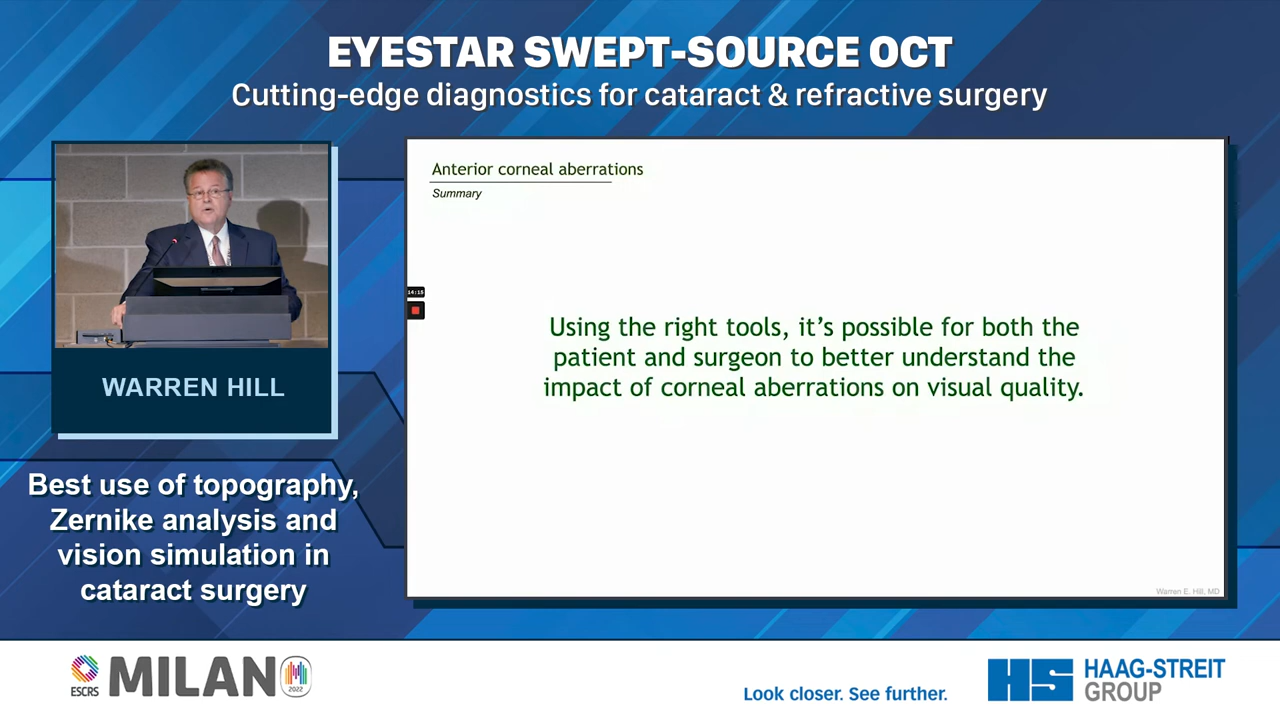 EYESTAR SWEPT-SOURCE OCT
Cutting-edge diagnostics for cataract & refractive surgery
WARREN HILL
Best use of topography,
Zernike analysis and
vision simulation in
cataract surgery
Anterior corneal aberrations
Summary
14:15
Using the right tools, it's possible for both the
patient and surgeon to better understand the
impact of corneal aberrations on visual quality.
Warren E. Hill, MD
ESCRS
MILANO
2022
Look closer. See further.
HS
HAAG-STREIT
GROUP